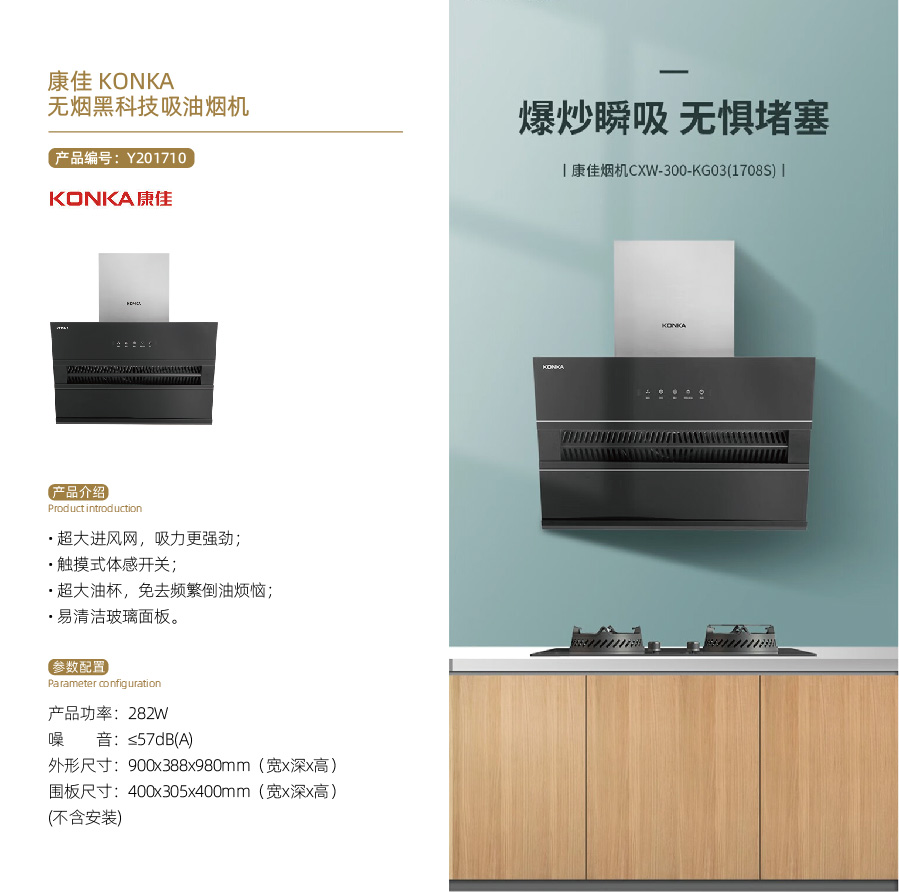 康佳 KONKA
无烟黑科技吸油烟机
产品编号：Y201710
KONKA康佳
KONKA
产品介绍
Product introduction
• 超大进风网，吸力更强劲；
• 触摸式体感开关；
• 超大油杯，免去频繁倒油烦恼；
• 易清洁玻璃面板。
参数配置
Parameter configuration
产品功率：282W
噪　　音：≤57dB(A)
外形尺寸：900x388x980mm（宽x深x高）
围板尺寸：400x305x400mm（宽x深x高）
(不含安装)
爆炒瞬吸 无惧堵塞
| 康佳烟机CXW-300-KG03(1708S) |
KONKA
KONKA